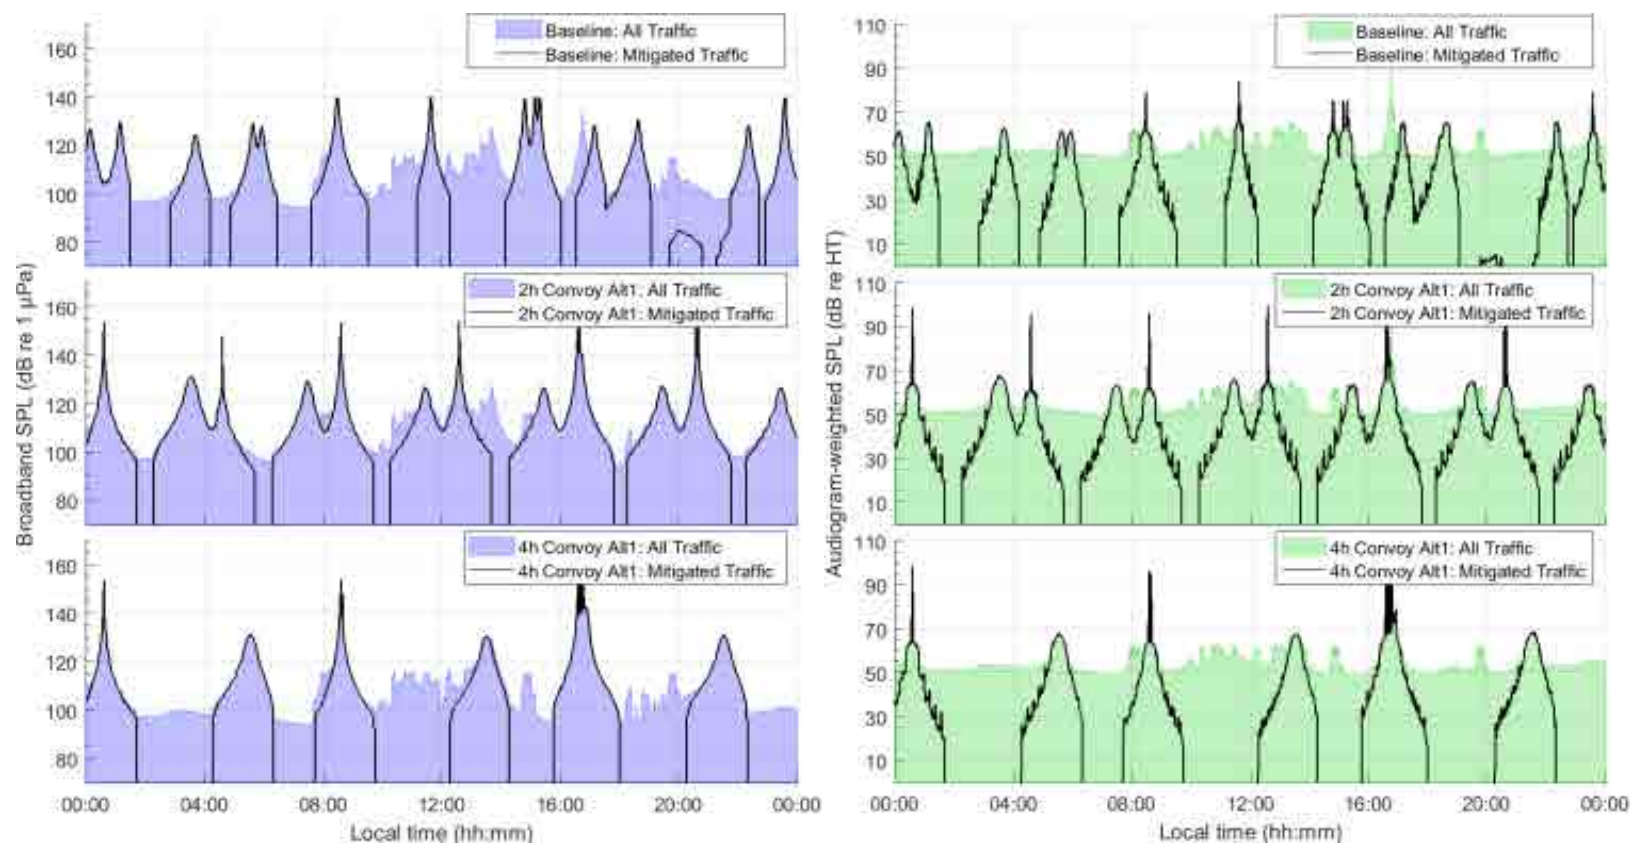 Broadband SPL (dB re 1 µPa)
160
140
120
100
80
Baseline: All Traffic
Baseline: Mitigated Traffic
160
140
120
100
80
2h Convoy Alt1: All Traffic
2h Convoy Alt1: Mitigated Traffic
160
140
120
100
80
4h Convoy Alt1: All Traffic
4h Convoy Alt1: Mitigated Traffic
00:00 04:00 08:00 12:00 16:00 20:00 00:00
Local time (hh:mm)
Audiogram-weighted SPL (dB re HT)
110
90
70
50
30
10
Baseline: All Traffic
Baseline: Mitigated Traffic
110
90
70
50
30
10
2h Convoy Alt1: All Traffic
2h Convoy Alt1: Mitigated Traffic
110
90
70
50
30
10
4h Convoy Alt1: All Traffic
4h Convoy Alt1: Mitigated Traffic
00:00 04:00 08:00 12:00 16:00 20:00 00:00
Local time (hh:mm)